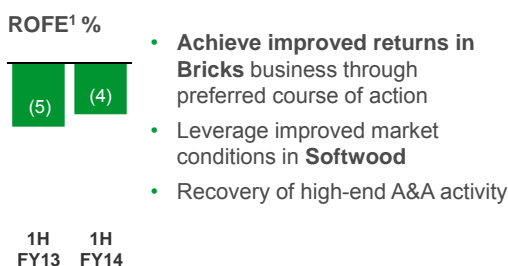 ROFE¹ %
(5)
(4)
1H 1H
FY13 FY14
• Achieve improved returns in
Bricks business through
preferred course of action
• Leverage improved market
conditions in Softwood
• Recovery of high-end A&A activity